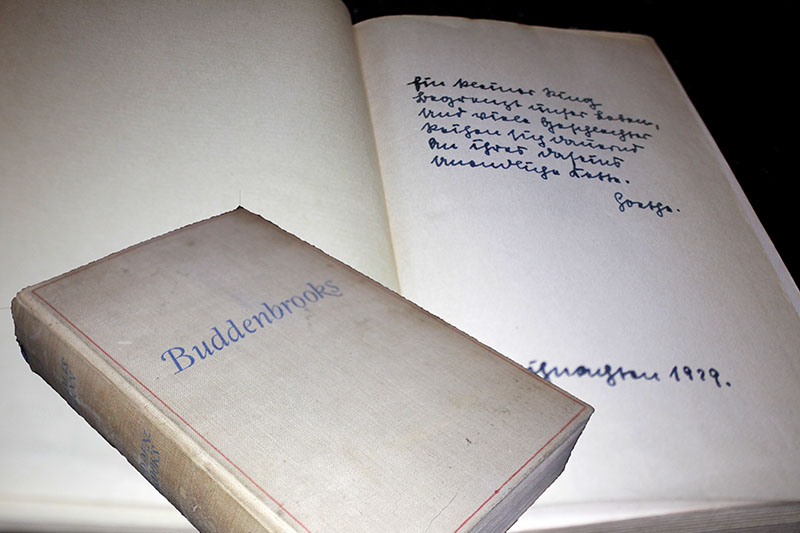 Ein kleiner Ring
begrenzt unser Leben,
und viele Geschlechter
reihen sich dauernd
an ihres Daseins
unendliche Kette.
Goethe.
ihnachten 1929.
Buddenbrooks